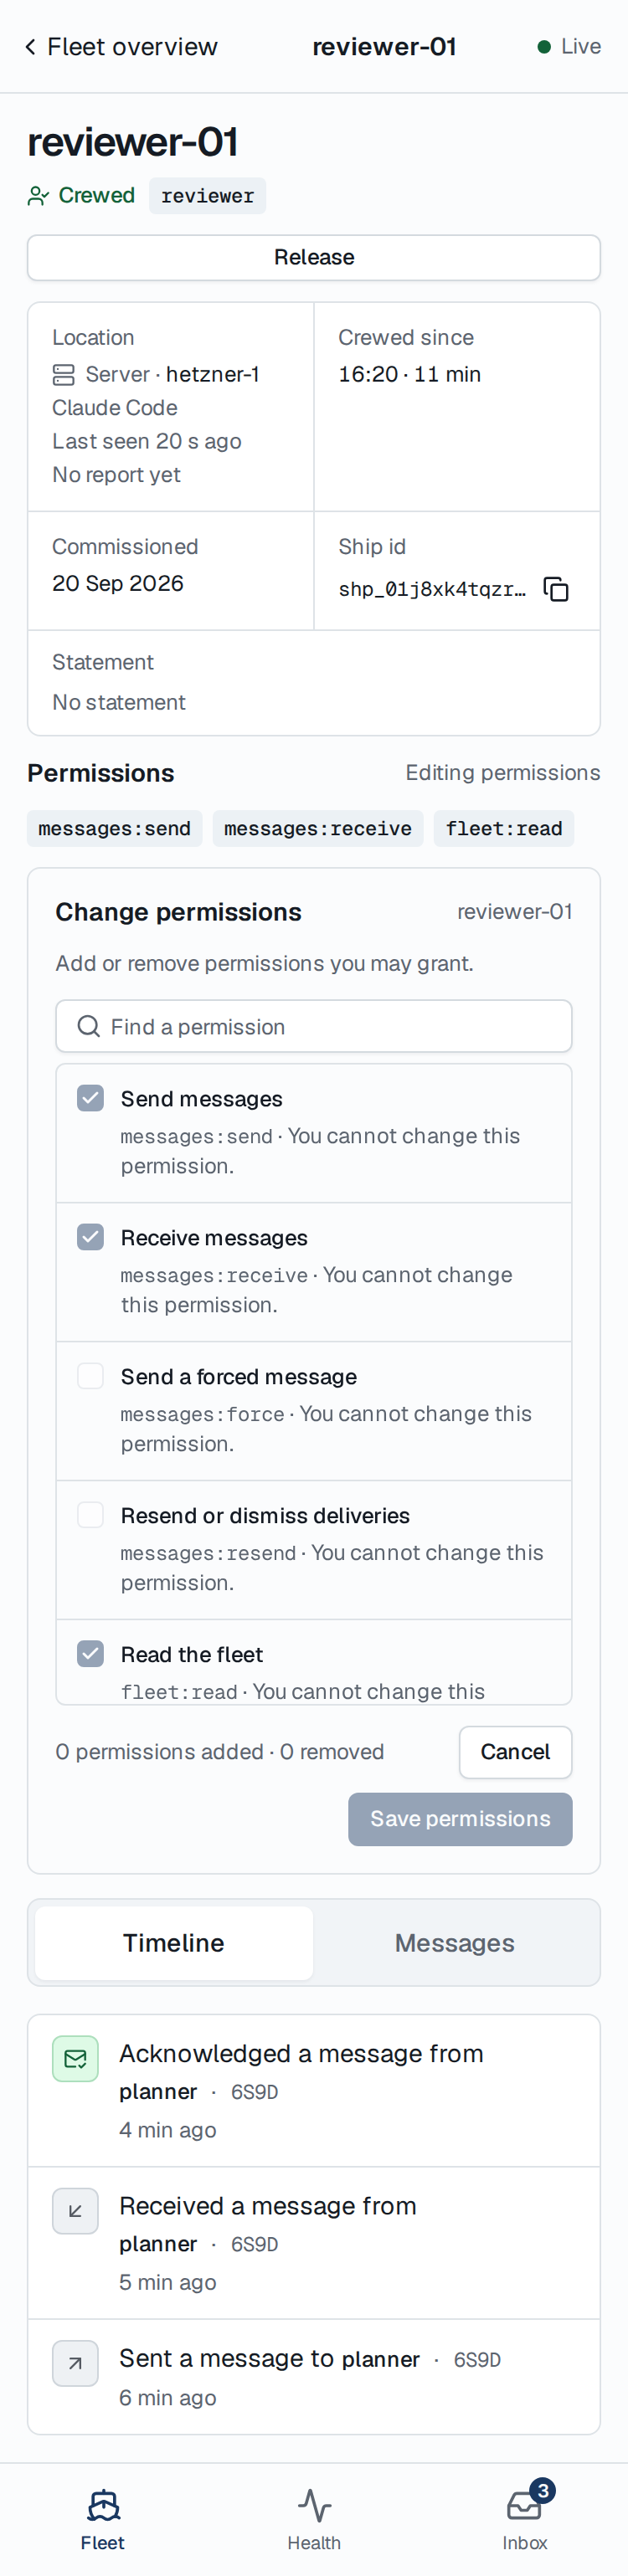 Fleet overview
reviewer-01
Live
reviewer-01
Crewed
reviewer
Release
Location
Server · hetzner-1
Claude Code
Last seen 20 s ago
No report yet
Crewed since
16:20 · 11 min
Commissioned
20 Sep 2026
Ship id
shp_01j8xk4tqzr…
Statement
No statement
Permissions
Editing permissions
messages:send
messages:receive
fleet:read
Change permissions
reviewer-01
Add or remove permissions you may grant.
Find a permission
Send messages
messages:send · You cannot change this
permission.
Receive messages
messages:receive · You cannot change
this permission.
Send a forced message
messages:force · You cannot change this
permission.
Resend or dismiss deliveries
messages:resend · You cannot change this
permission.
Read the fleet
fleet:read · You cannot change this
0 permissions added · 0 removed
Cancel
Save permissions
Timeline
Messages
Acknowledged a message from
planner · 6S9D
4 min ago
Received a message from
planner · 6S9D
5 min ago
Sent a message to planner · 6S9D
6 min ago
3
Fleet
Health
Inbox